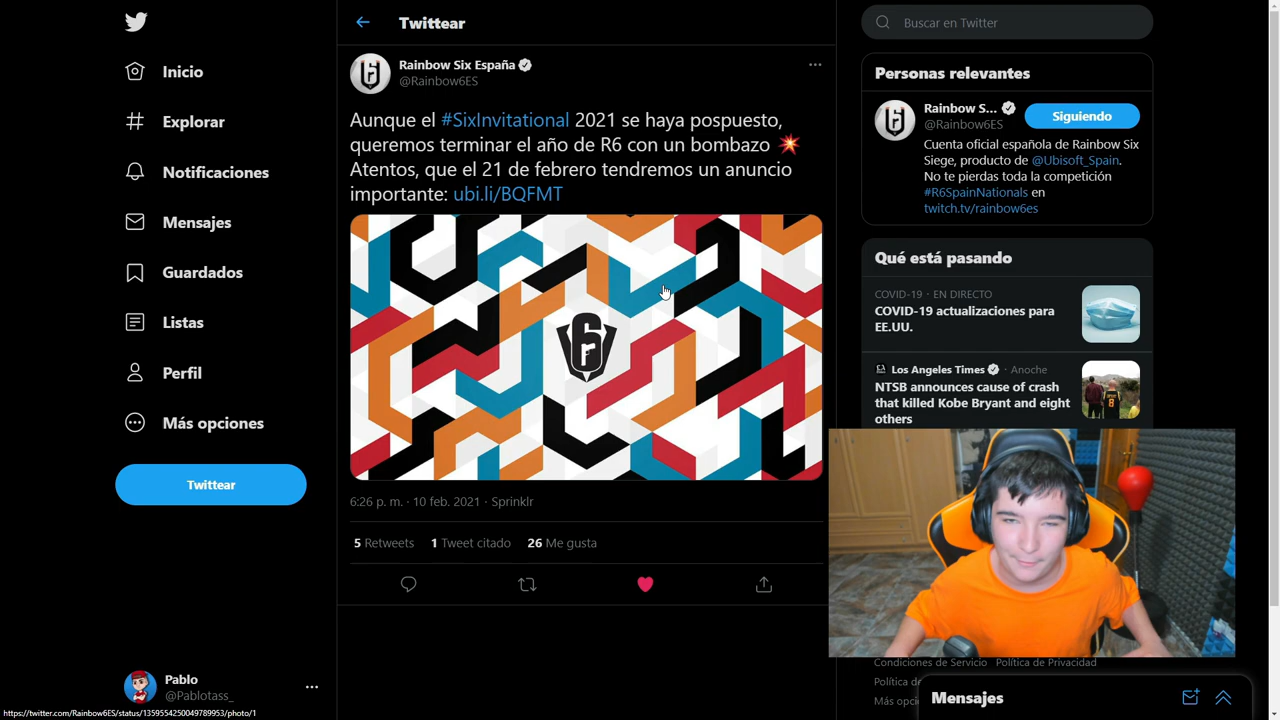 Inicio
Explorar
Notificaciones
Mensajes
Guardados
Listas
Perfil
Más opciones
Twittear
Pablo
@Pablotass_
https://twitter.com/Rainbow6ES/status/1359554250049789953/photo/1
Twittear
Rainbow Six España
@Rainbow6ES
Aunque el #SixInvitational 2021 se haya pospuesto,
queremos terminar el año de R6 con un bombazo 💥
Atentos, que el 21 de febrero tendremos un anuncio
importante: ubi.li/BQFMT
6
6:26 p. m. · 10 feb. 2021 · Sprinklr
5 Retweets 1 Tweet citado 26 Me gusta
Buscar en Twitter
Personas relevantes
Rainbow S...
@Rainbow6ES
Siguiendo
Cuenta oficial española de Rainbow Six
Siege, producto de @Ubisoft_Spain.
No te pierdas toda la competición
#R6SpainNationals en
twitch.tv/rainbow6es
Qué está pasando
COVID-19 · EN DIRECTO
COVID-19 actualizaciones para
EE.UU.
Los Angeles Times · Anoche
NTSB announces cause of crash
that killed Kobe Bryant and eight
others
8
Condiciones de Servicio Política de Privacidad
Política de
Más opci
Mensajes